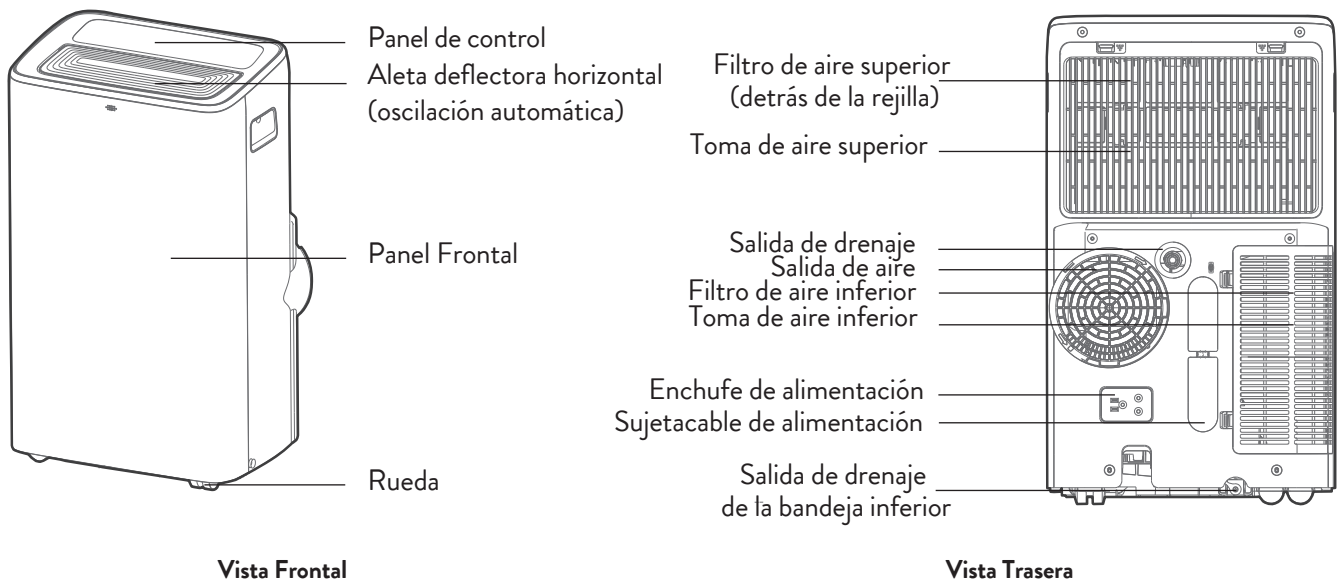 Panel de control
Aleta deflectora horizontal
(oscilación automática)
Panel Frontal
Rueda
Vista Frontal
Filtro de aire superior
(detrás de la rejilla)
Toma de aire superior
Salida de drenaje
Salida de aire
Filtro de aire inferior
Toma de aire inferior
Enchufe de alimentación
Sujetacable de alimentación
Salida de drenaje
de la bandeja inferior
Vista Trasera